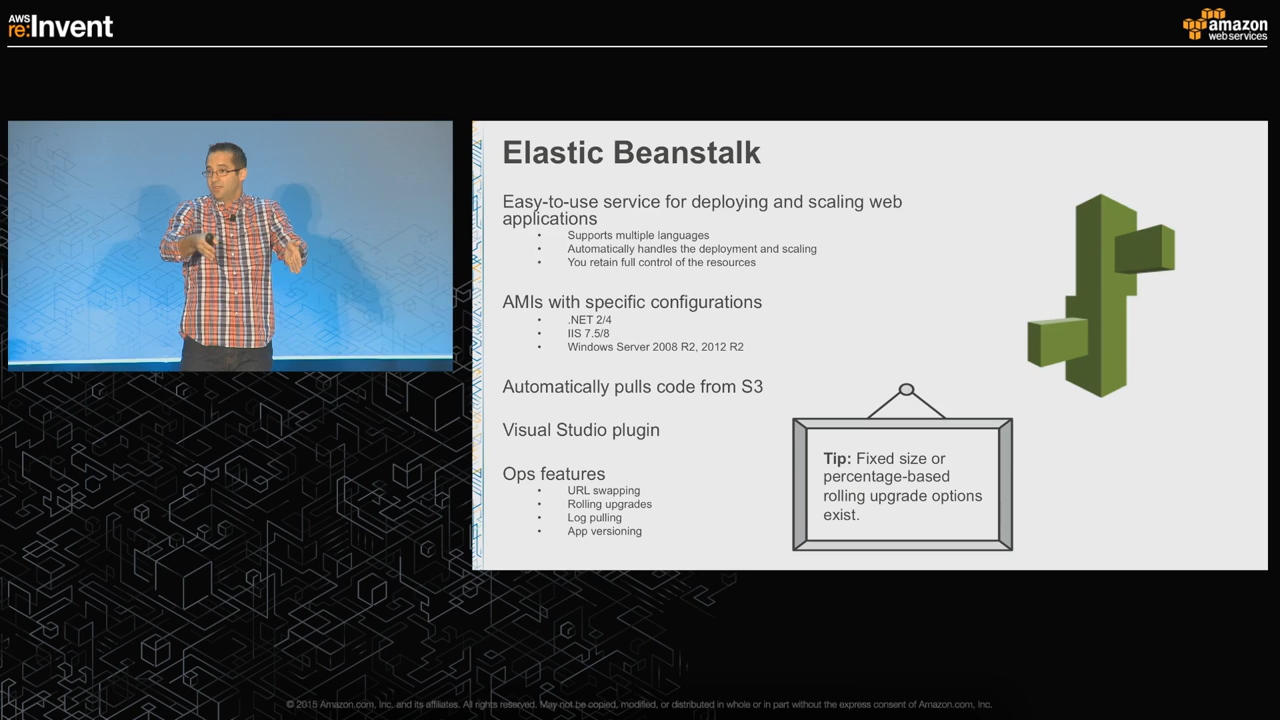 AWS
re:Invent
amazon
web services
Elastic Beanstalk
Easy-to-use service for deploying and scaling web
applications
• Supports multiple languages
• Automatically handles the deployment and scaling
• You retain full control of the resources
AMIs with specific configurations
• .NET 2/4
• IIS 7.5/8
• Windows Server 2008 R2, 2012 R2
Automatically pulls code from S3
Visual Studio plugin
Ops features
• URL swapping
• Rolling upgrades
• Log pulling
• App versioning
Tip: Fixed size or
percentage-based
rolling upgrade options
exist.
© 2015 Amazon.com, Inc. and its affiliates. All rights reserved. May not be copied, modified, or distributed in whole or in part without the express consent of Amazon.com, Inc.